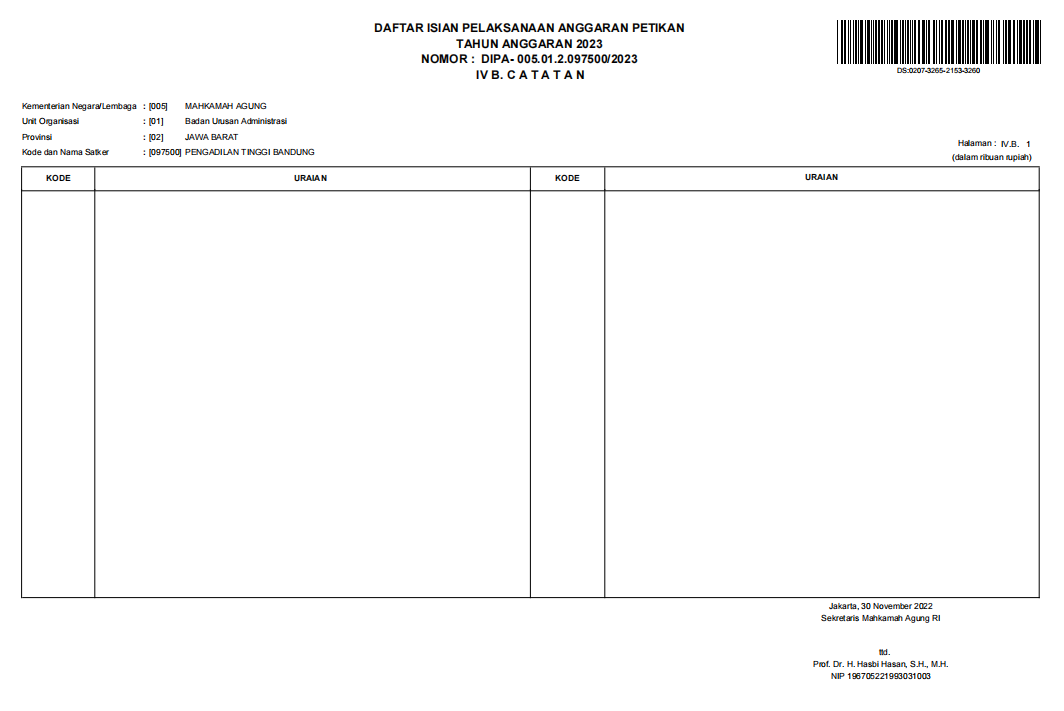 DAFTAR ISIAN PELAKSANAAN ANGGARAN PETIKAN
TAHUN ANGGARAN 2023
NOMOR : DIPA- 005.01.2.097500/2023
IV B. C A T A T A N
DS:0207-3265-2153-3260
Kementerian Negara/Lembaga : [005] MAHKAMAH AGUNG
Unit Organisasi : [01] Badan Urusan Administrasi
Provinsi : [02] JAWA BARAT
Kode dan Nama Satker : [097500] PENGADILAN TINGGI BANDUNG
Halaman : IV.B. 1
(dalam ribuan rupiah)
KODE URAIAN KODE URAIAN
Jakarta, 30 November 2022
Sekretaris Mahkamah Agung RI
ttd.
Prof. Dr. H. Hasbi Hasan, S.H., M.H.
NIP 196705221993031003